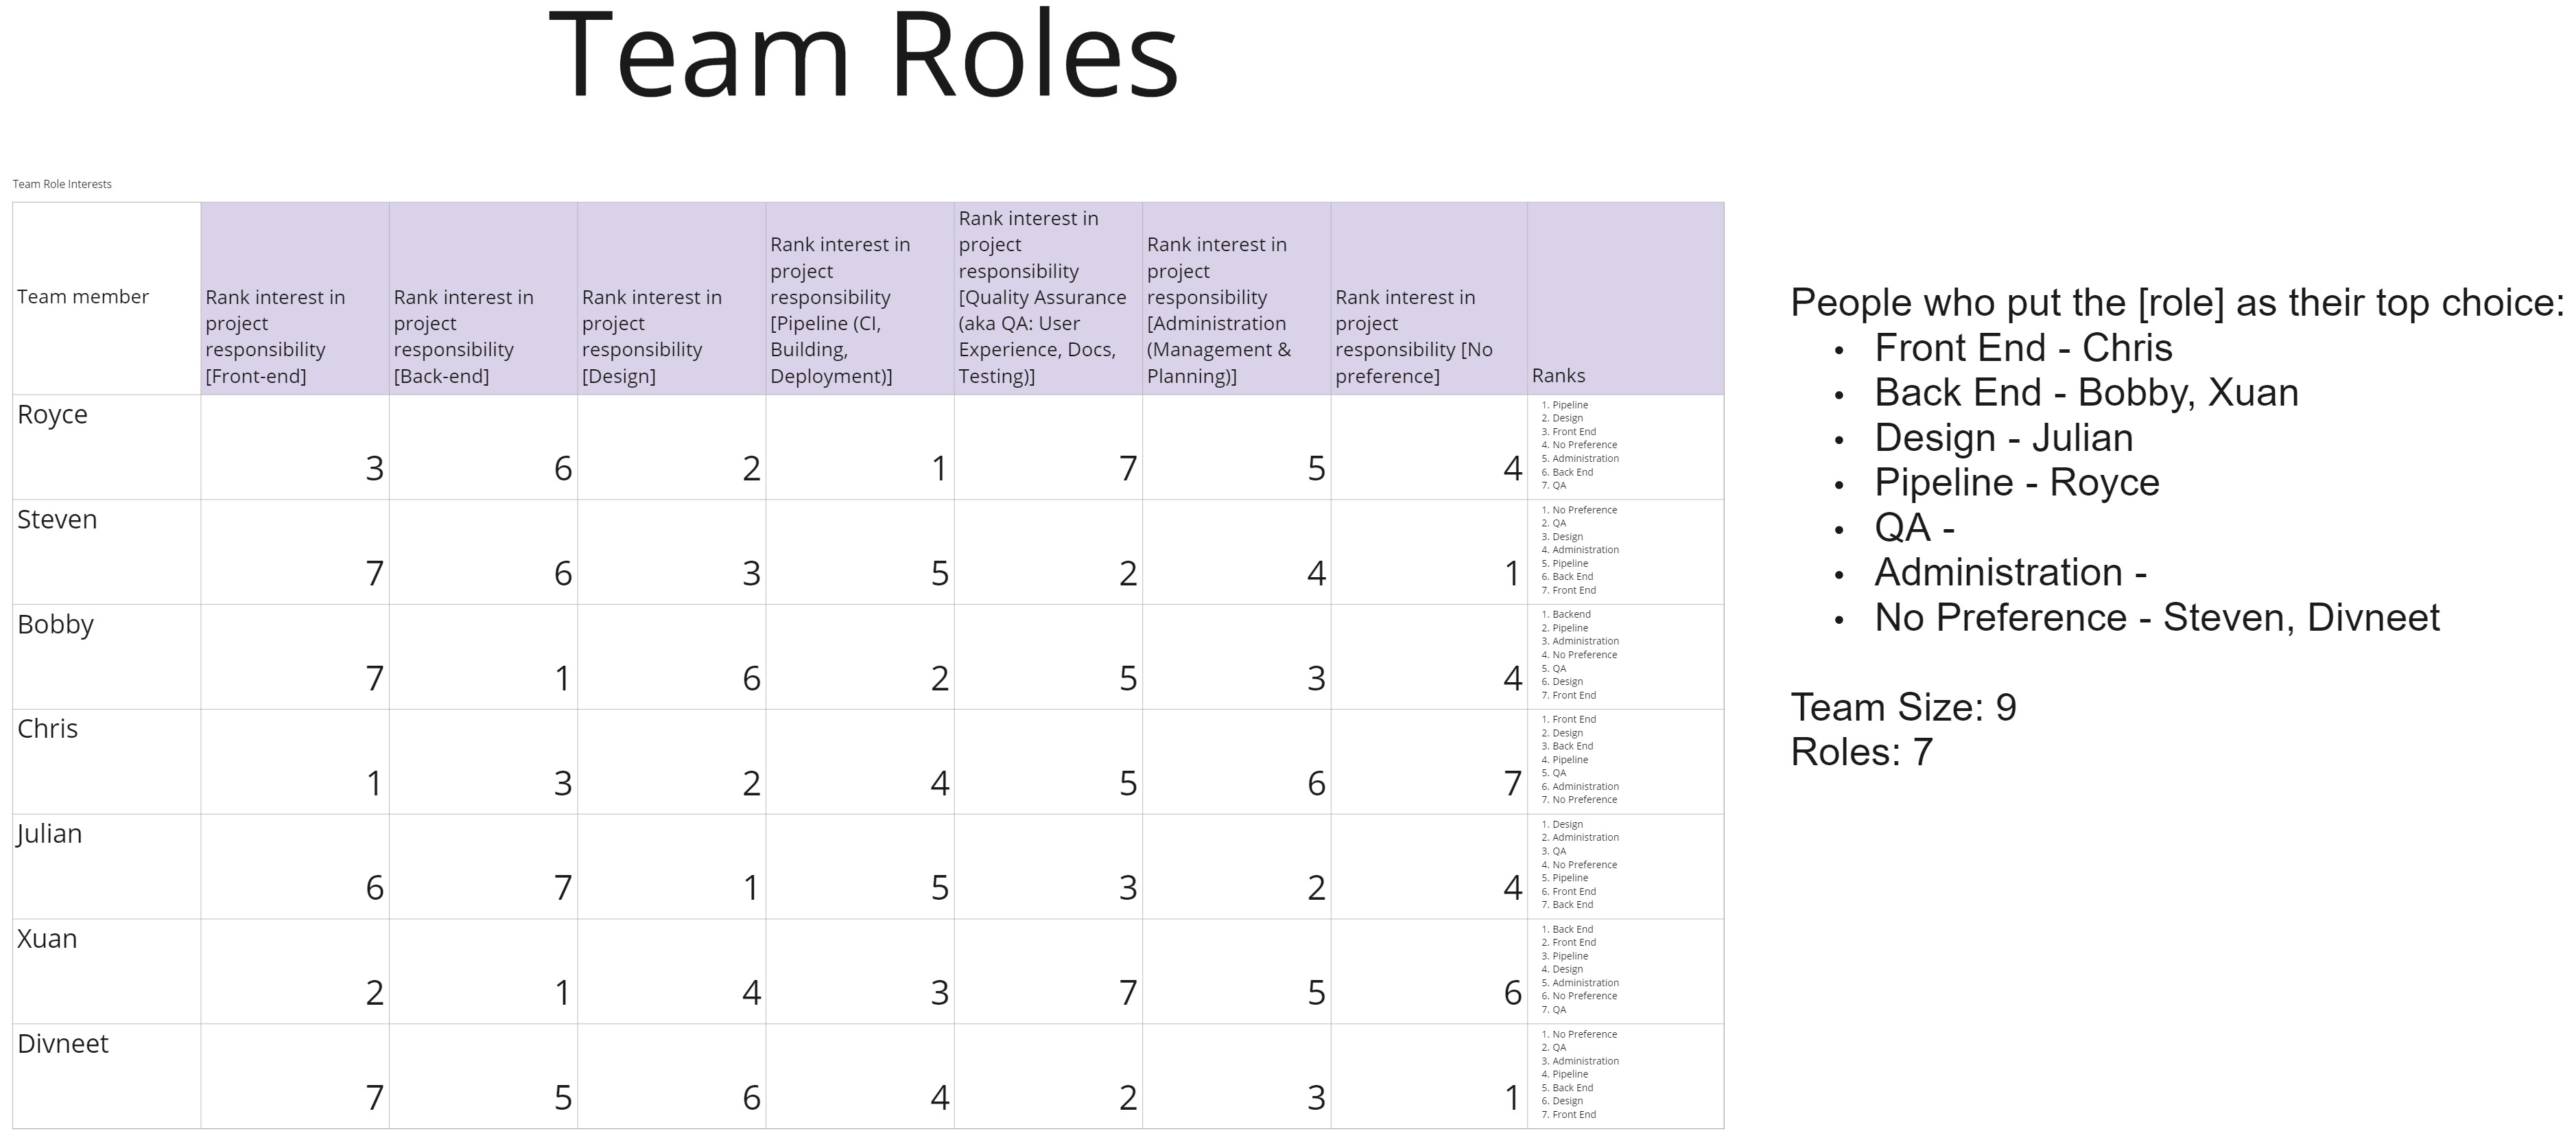 Team Roles
Team Role Interests
Team member
Rank interest in
project
responsibility
[Front-end]
Rank interest in
project
responsibility
[Back-end]
Rank interest in
project
responsibility
[Design]
Rank interest in
project
responsibility
[Pipeline (CI,
Building,
Deployment)]
Rank interest in
project
responsibility
[Quality Assurance
(aka QA: User
Experience, Docs,
Testing)]
Rank interest in
project
responsibility
[Administration
(Management &
Planning)]
Rank interest in
project
responsibility [No
preference]
Ranks
Royce
3
6
2
1
7
5
4
1. Pipeline
2. Design
3. Front End
4. No Preference
5. Administration
6. Back End
7. QA
Steven
7
6
3
5
2
4
1
1. No Preference
2. QA
3. Design
4. Administration
5. Pipeline
6. Back End
7. Front End
Bobby
7
1
6
2
5
3
4
1. Backend
2. Pipeline
3. Administration
4. No Preference
5. QA
6. Design
7. Front End
Chris
1
3
2
4
5
6
7
1. Front End
2. Design
3. Back End
4. Pipeline
5. QA
6. Administration
7. No Preference
Julian
6
7
1
5
3
2
4
1. Design
2. Administration
3. QA
4. No Preference
5. Pipeline
6. Front End
7. Back End
Xuan
2
1
4
3
7
5
6
1. Back End
2. Front End
3. Pipeline
4. Design
5. Administration
6. No Preference
7. QA
Divneet
7
5
6
4
2
3
1
1. No Preference
2. QA
3. Administration
4. Pipeline
5. Back End
6. Design
7. Front End
People who put the [role] as their top choice:
• Front End - Chris
• Back End - Bobby, Xuan
• Design - Julian
• Pipeline - Royce
• QA -
• Administration -
• No Preference - Steven, Divneet
Team Size: 9
Roles: 7